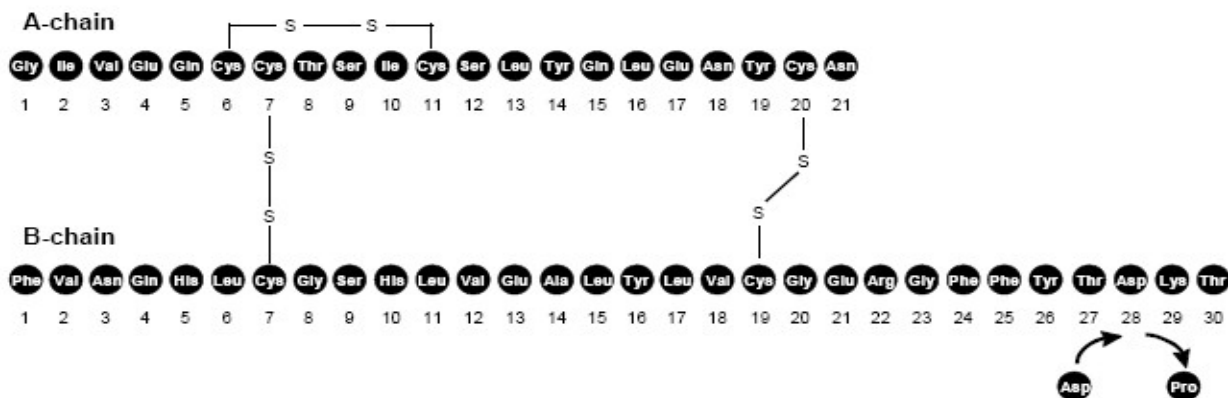 A-chain
S S
Gly Ile Val Glu Gln Cys Cys Thr Ser Ile Cys Ser Leu Tyr Gln Leu Glu Asn Tyr Cys Asn
1 2 3 4 5 6 7 8 9 10 11 12 13 14 15 16 17 18 19 20 21
S S
S S
B-chain
Phe Val Asn Gln His Leu Cys Gly Ser His Leu Val Glu Ala Leu Tyr Leu Val Cys Gly Glu Arg Gly Phe Phe Tyr Thr Asp Lys Thr
1 2 3 4 5 6 7 8 9 10 11 12 13 14 15 16 17 18 19 20 21 22 23 24 25 26 27 28 29 30
Asp Pro